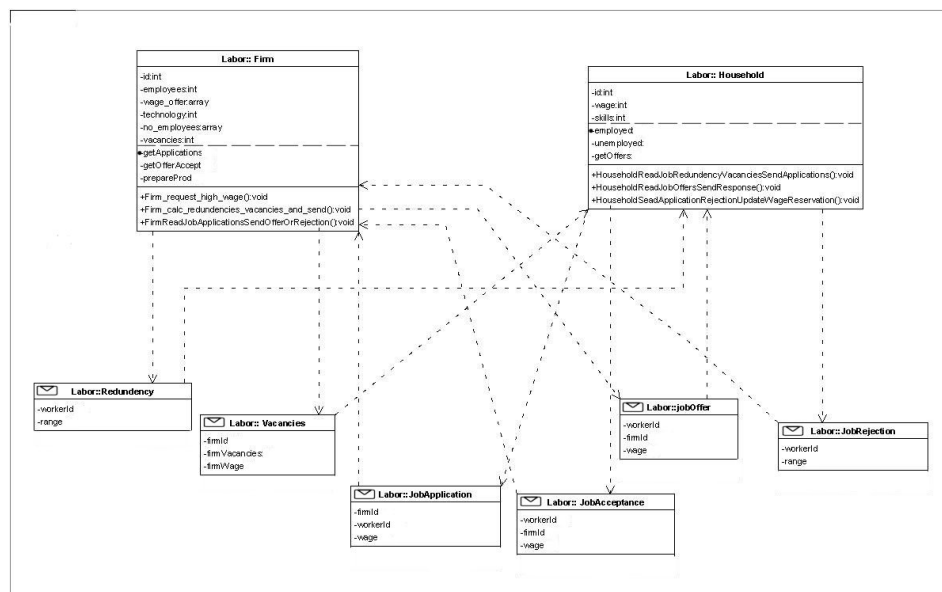 Labor:: Firm
-id:int
-employees:int
-wage_offer:array
-technology:int
-no_employees:array
-vacancies:int
getApplications
-getOfferAccept
-prepareProd
+Firm_request_high_wage():void
+Firm_calc_redundencies_vacancies_and_send():void
+FirmReadJobApplicationsSendOfferOrRejection():void
Labor:: Household
-id:int
-wage:int
-skills:int
employed:
-unemployed:
-getOffers:
+HouseholdReadJobRedundencyVacanciesSendApplications():void
+HouseholdReadJobOffersSendResponse():void
+HouseholdSeadApplicationRejectionUpdateWageReservation():void
Labor::Redundency
-workerId
-range
Labor:: Vacancies
-firmId
-firmVacancies:
-firmWage
Labor::JobApplication
-firmId
-workerId
-wage
Labor:: JobAcceptance
-workerId
-firmId
-wage
Labor::jobOffer
-workerId
-firmId
-wage
Labor::JobRejection
-workerId
-range